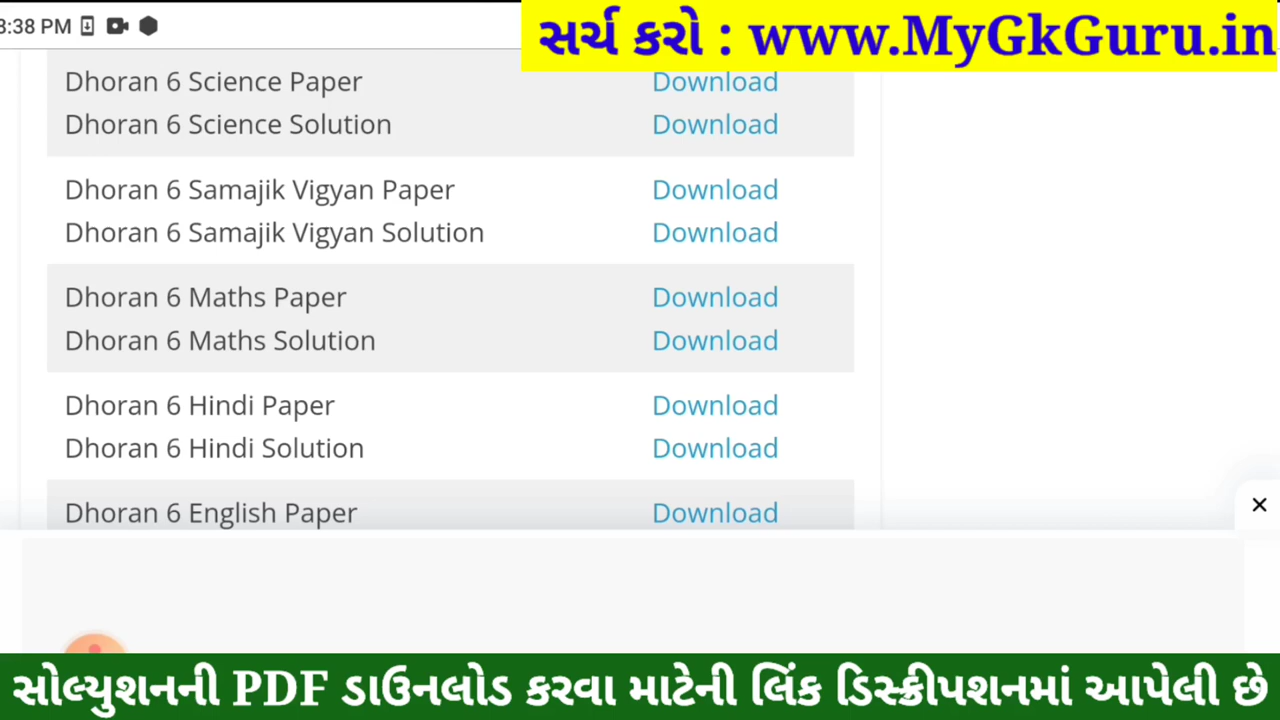 3:38 PM
સર્ચ કરો : www.MyGkGuru.in
Dhoran 6 Science Paper Download
Dhoran 6 Science Solution Download
Dhoran 6 Samajik Vigyan Paper Download
Dhoran 6 Samajik Vigyan Solution Download
Dhoran 6 Maths Paper Download
Dhoran 6 Maths Solution Download
Dhoran 6 Hindi Paper Download
Dhoran 6 Hindi Solution Download
Dhoran 6 English Paper Download
સોલ્યુશનની PDF ડાઉનલોડ કરવા માટેની લિંક ડિસ્ક્રીપશનમાં આપેલી છે